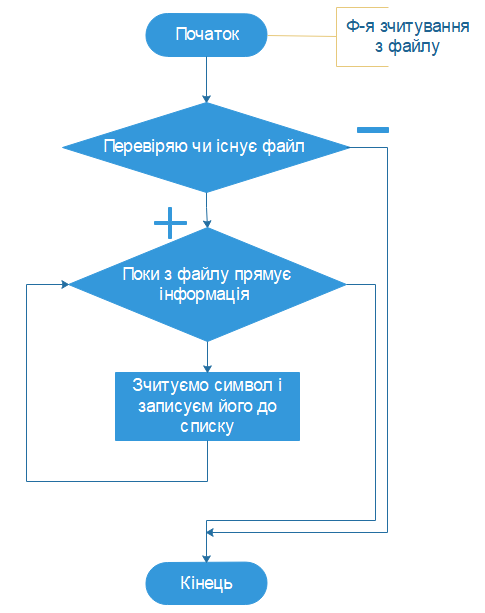 Початок
Ф-я зчитування
з файлу
Перевіряю чи існує файл
Поки з файлу прямує
інформація
Зчитуємо символ і
записуєм його до
списку
Кінець